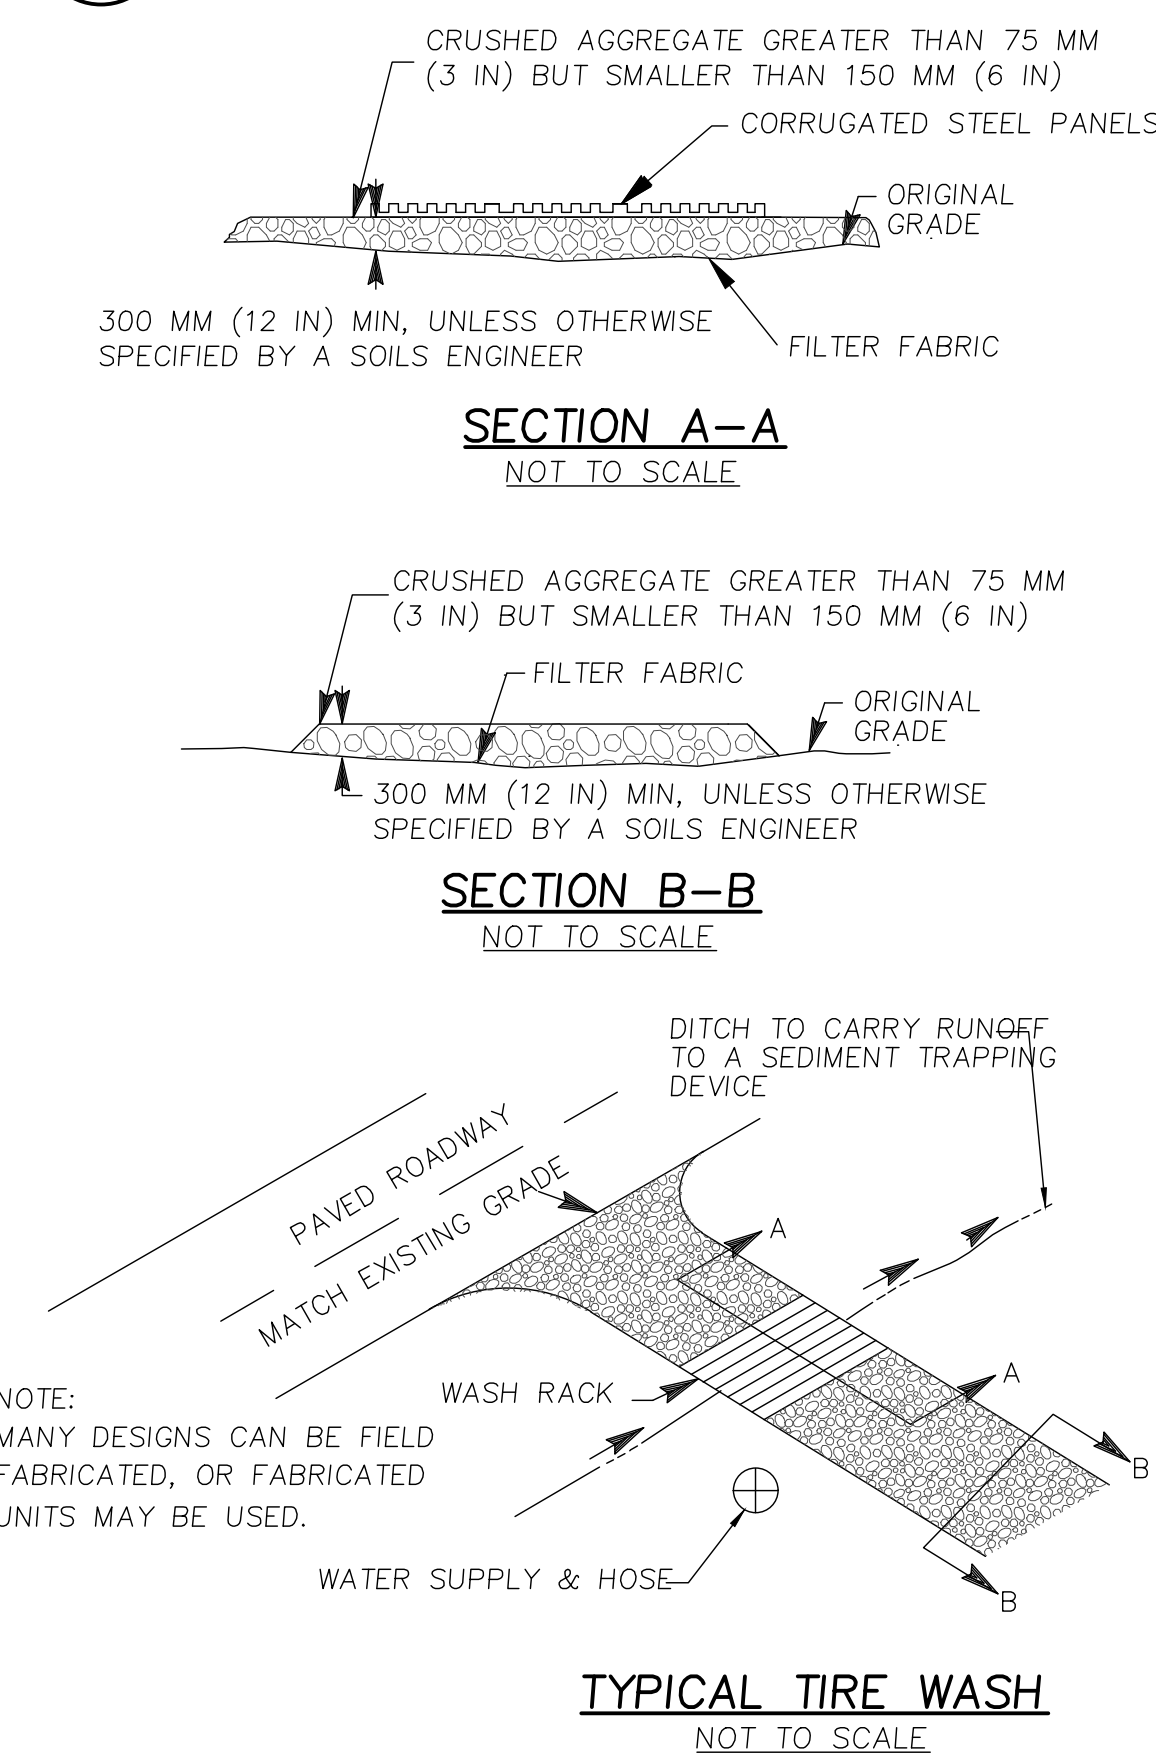 CRUSHED AGGREGATE GREATER THAN 75 MM
(3 IN) BUT SMALLER THAN 150 MM (6 IN)
CORRUGATED STEEL PANELS
ORIGINAL
GRADE
300 MM (12 IN) MIN, UNLESS OTHERWISE
SPECIFIED BY A SOILS ENGINEER
FILTER FABRIC
SECTION A-A
NOT TO SCALE
CRUSHED AGGREGATE GREATER THAN 75 MM
(3 IN) BUT SMALLER THAN 150 MM (6 IN)
FILTER FABRIC
ORIGINAL
GRADE
300 MM (12 IN) MIN, UNLESS OTHERWISE
SPECIFIED BY A SOILS ENGINEER
SECTION B-B
NOT TO SCALE
DITCH TO CARRY RUNOFF
TO A SEDIMENT TRAPPING
DEVICE
PAVED ROADWAY
MATCH EXISTING GRADE
A
A
WASH RACK
NOTE:
MANY DESIGNS CAN BE FIELD
FABRICATED, OR FABRICATED
UNITS MAY BE USED.
B
B
WATER SUPPLY & HOSE
TYPICAL TIRE WASH
NOT TO SCALE